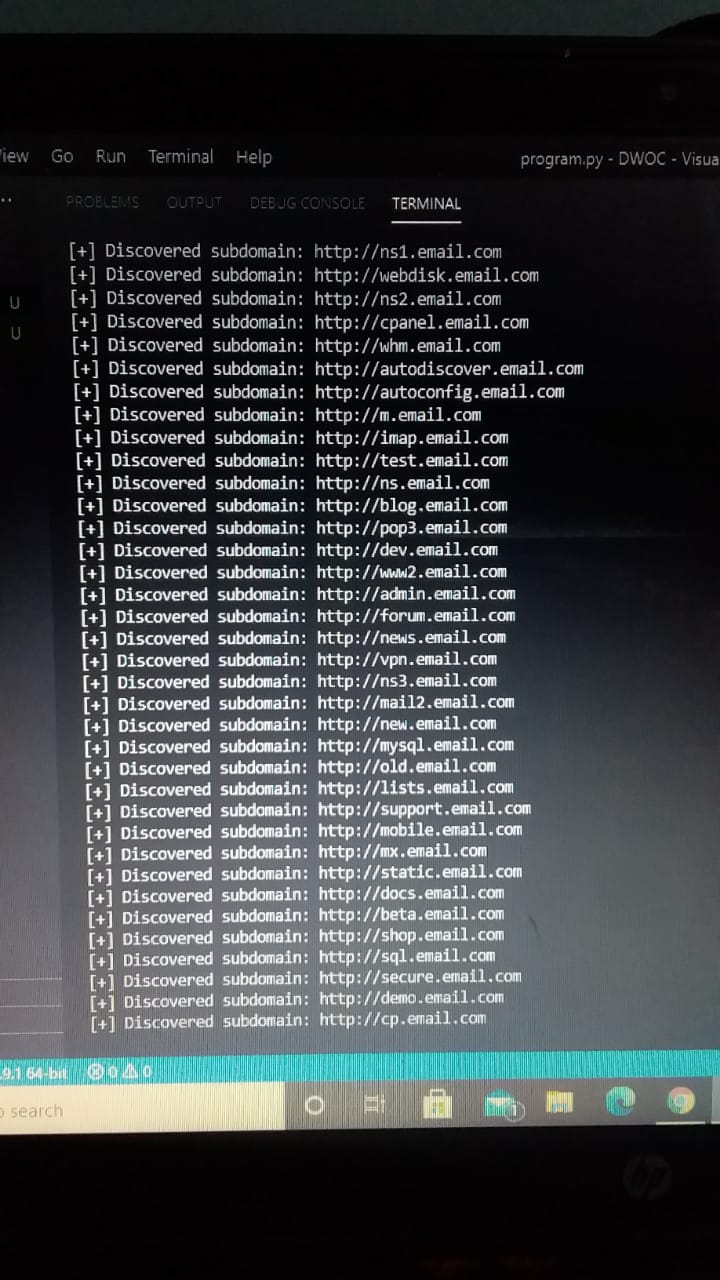 iew Go Run Terminal Help program.py - DWOC - Visua
PROBLEMS OUTPUT DEBUG CONSOLE TERMINAL
[+] Discovered subdomain: http://ns1.email.com
[+] Discovered subdomain: http://webdisk.email.com
[+] Discovered subdomain: http://ns2.email.com
[+] Discovered subdomain: http://cpanel.email.com
[+] Discovered subdomain: http://whm.email.com
[+] Discovered subdomain: http://autodiscover.email.com
[+] Discovered subdomain: http://autoconfig.email.com
[+] Discovered subdomain: http://m.email.com
[+] Discovered subdomain: http://imap.email.com
[+] Discovered subdomain: http://test.email.com
[+] Discovered subdomain: http://ns.email.com
[+] Discovered subdomain: http://blog.email.com
[+] Discovered subdomain: http://pop3.email.com
[+] Discovered subdomain: http://dev.email.com
[+] Discovered subdomain: http://www2.email.com
[+] Discovered subdomain: http://admin.email.com
[+] Discovered subdomain: http://forum.email.com
[+] Discovered subdomain: http://news.email.com
[+] Discovered subdomain: http://vpn.email.com
[+] Discovered subdomain: http://ns3.email.com
[+] Discovered subdomain: http://mail2.email.com
[+] Discovered subdomain: http://new.email.com
[+] Discovered subdomain: http://mysql.email.com
[+] Discovered subdomain: http://old.email.com
[+] Discovered subdomain: http://lists.email.com
[+] Discovered subdomain: http://support.email.com
[+] Discovered subdomain: http://mobile.email.com
[+] Discovered subdomain: http://mx.email.com
[+] Discovered subdomain: http://static.email.com
[+] Discovered subdomain: http://docs.email.com
[+] Discovered subdomain: http://beta.email.com
[+] Discovered subdomain: http://shop.email.com
[+] Discovered subdomain: http://sql.email.com
[+] Discovered subdomain: http://secure.email.com
[+] Discovered subdomain: http://demo.email.com
[+] Discovered subdomain: http://cp.email.com
U
U
.9.1 64-bit 0 0
o search
1
hp